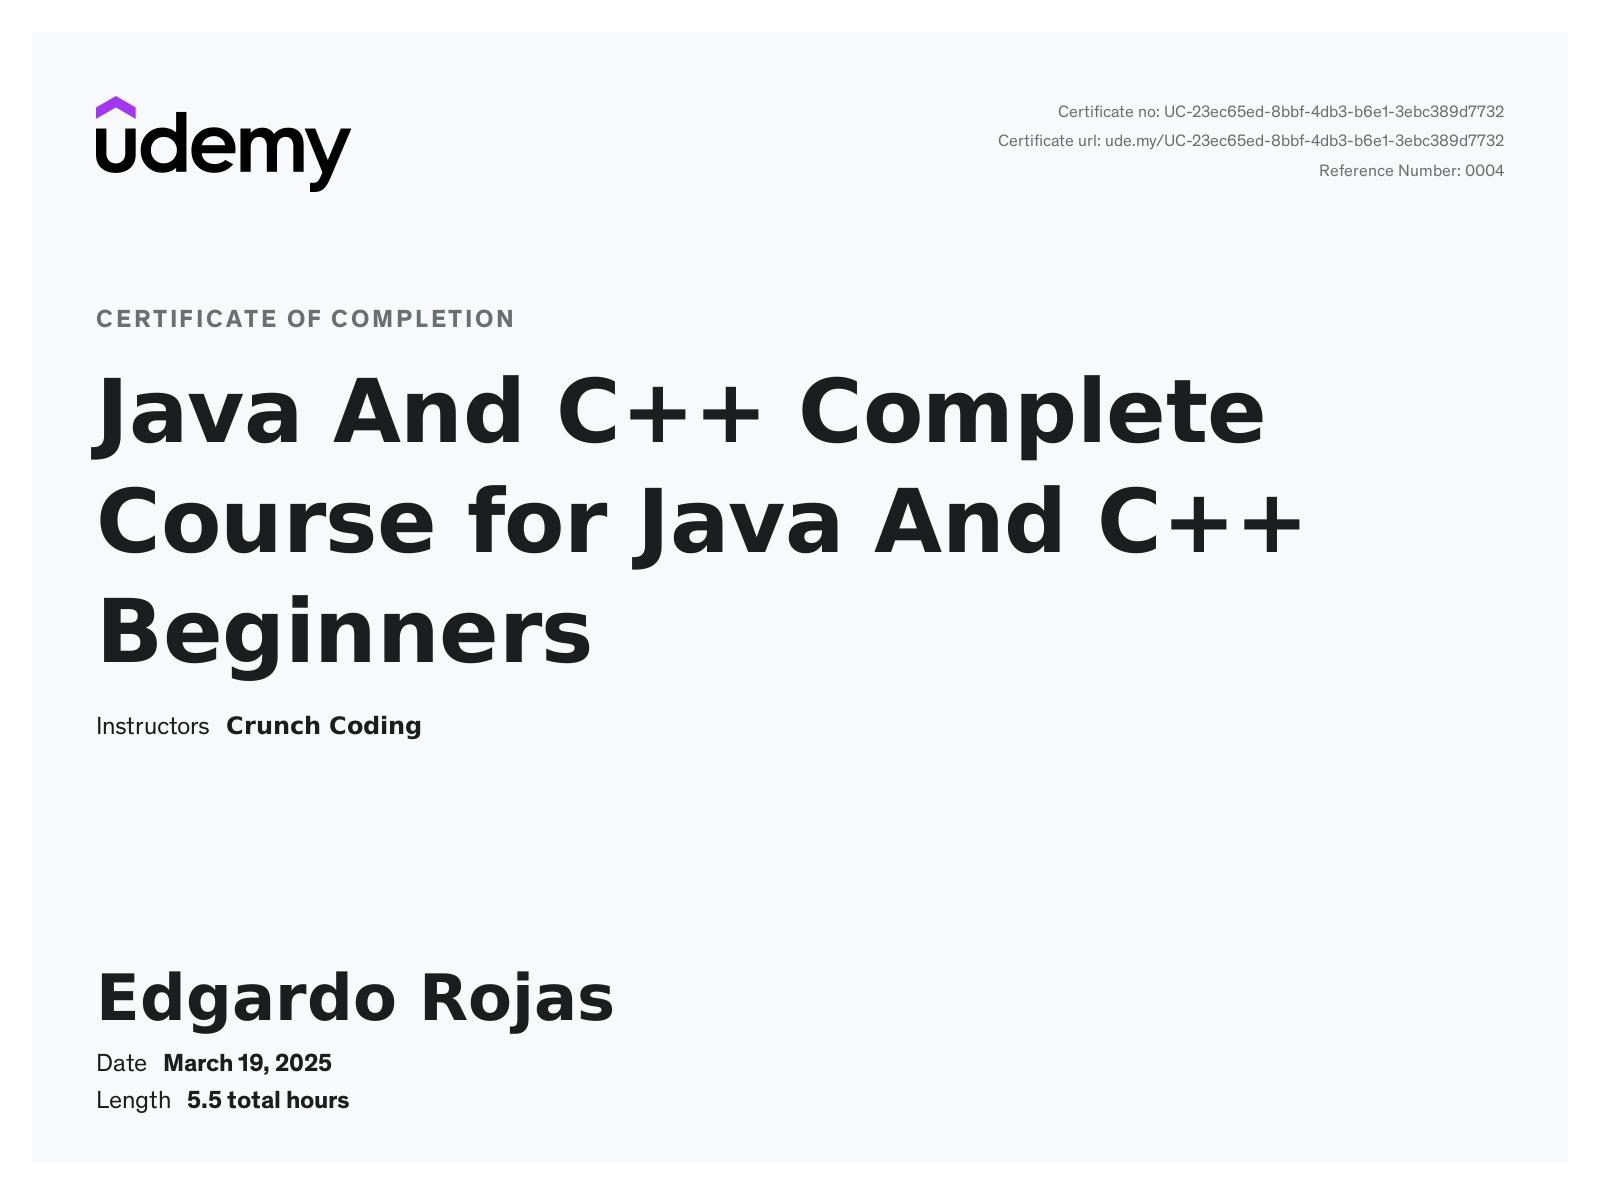 udemy
Certificate no: UC-23ec65ed-8bbf-4db3-b6e1-3ebc389d7732
Certificate url: ude.my/UC-23ec65ed-8bbf-4db3-b6e1-3ebc389d7732
Reference Number: 0004
CERTIFICATE OF COMPLETION
Java And C++ Complete
Course for Java And C++
Beginners
Instructors Crunch Coding
Edgardo Rojas
Date March 19, 2025
Length 5.5 total hours